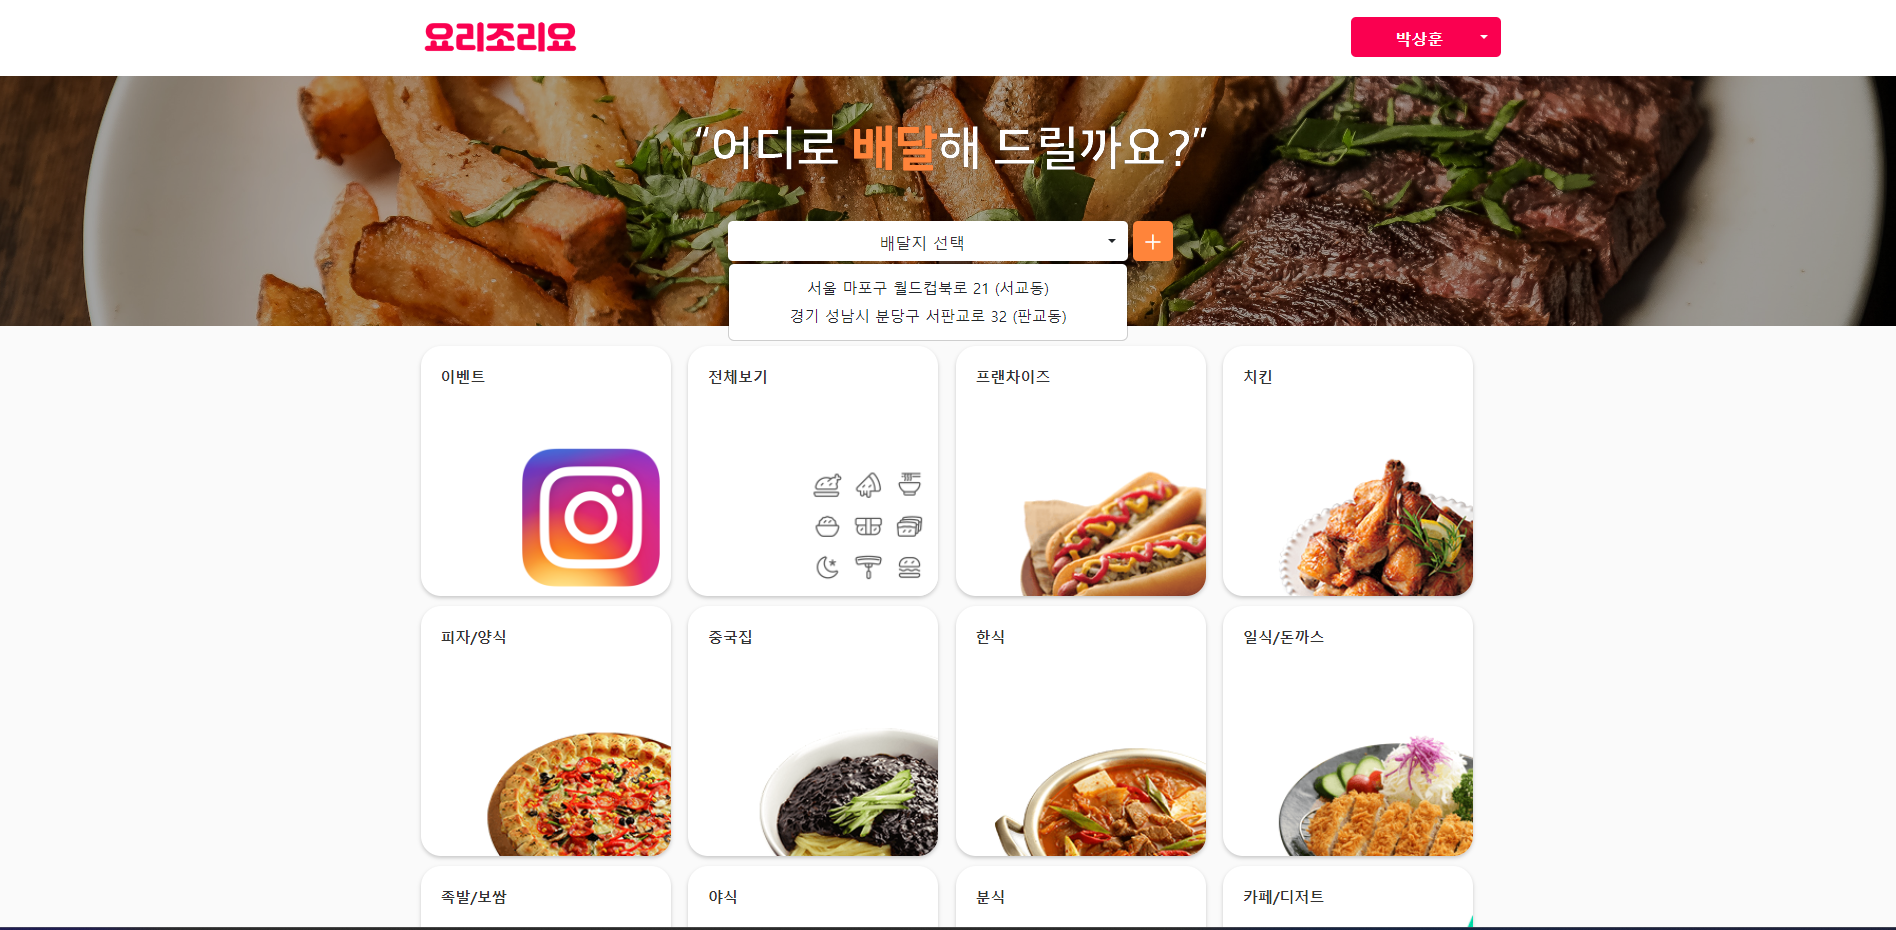 요리조리요
박상훈
“어디로 배달해 드릴까요?”
배달지 선택
서울 마포구 월드컵북로 21 (서교동)
경기 성남시 분당구 서판교로 32 (판교동)
이벤트
전체보기
프랜차이즈
치킨
피자/양식
중국집
한식
일식/돈까스
족발/보쌈
야식
분식
카페/디저트